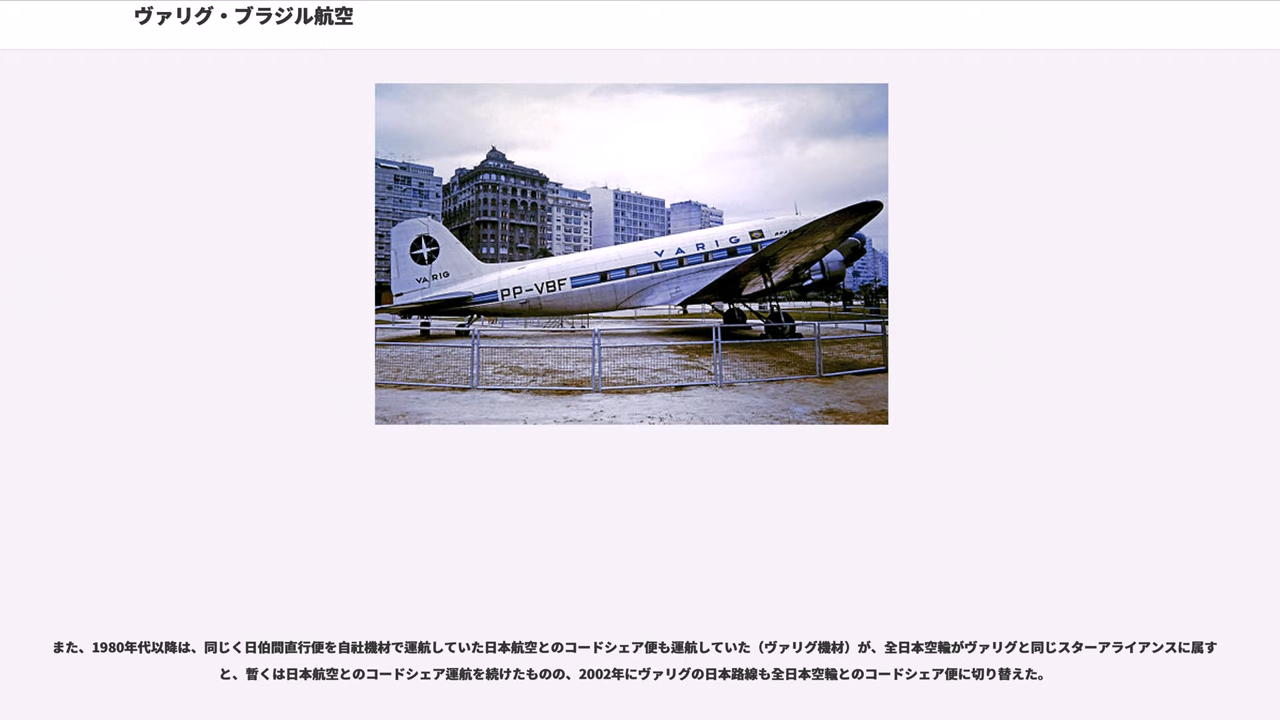 ヴァリグ・ブラジル航空
VARIG
VARIG
PP-VBF
また、1980年代以降は、同じく日伯間直行便を自社機材で運航していた日本航空とのコードシェア便も運航していた（ヴァリグ機材）が、全日本空輸がヴァリグと同じスターアライアンスに属す
と、暫くは日本航空とのコードシェア運航を続けたものの、2002年にヴァリグの日本路線も全日本空輸とのコードシェア便に切り替えた。